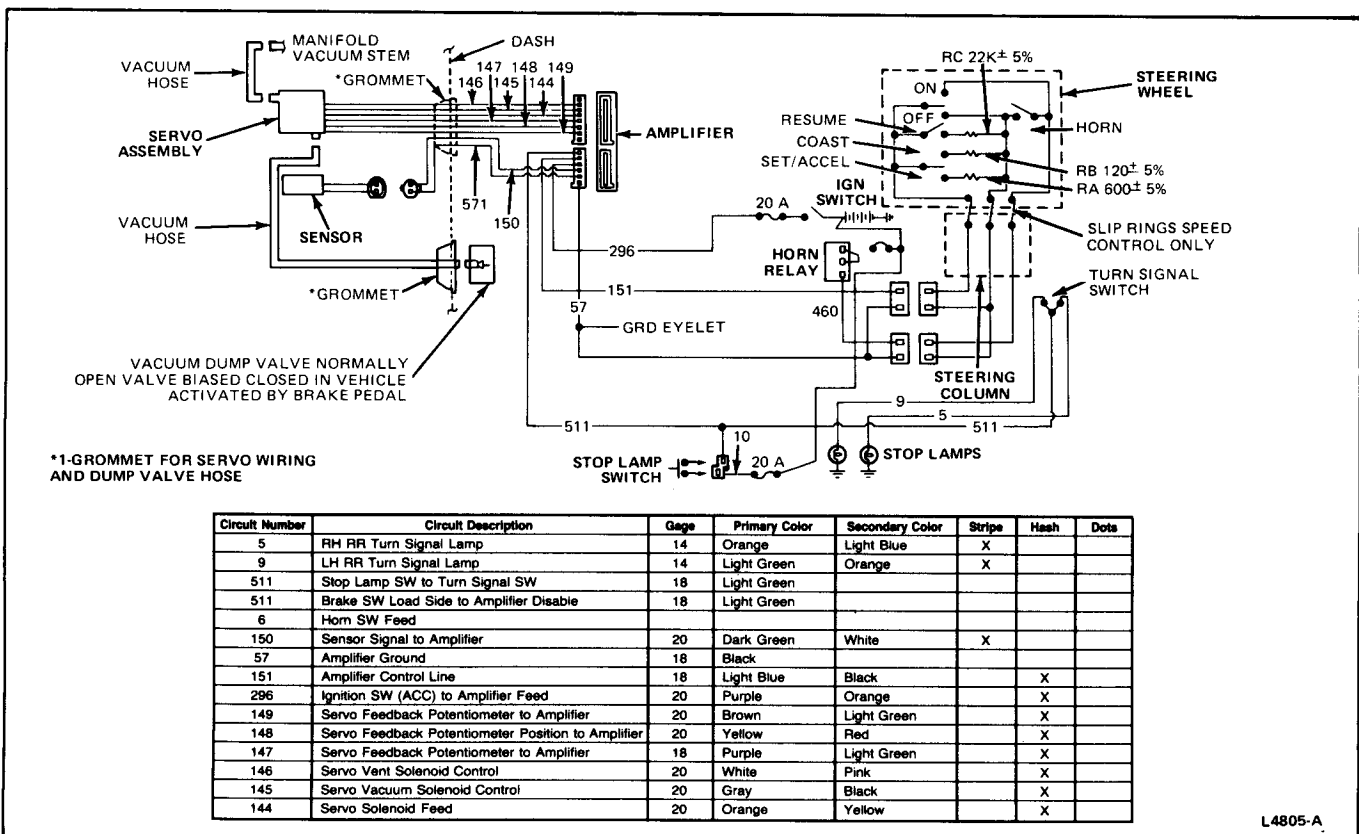 MANIFOLD
VACUUM STEM
DASH
VACUUM
HOSE
*GROMMET
147 148 149
146 145 144
SERVO
ASSEMBLY
AMPLIFIER
RC 22K± 5%
ON
OFF
STEERING
WHEEL
RESUME
COAST
SET/ACCEL
HORN
RB 120± 5%
RA 600± 5%
IGN
SWITCH
20 A
571
150
VACUUM
HOSE
SENSOR
SLIP RINGS SPEED
CONTROL ONLY
296
HORN
RELAY
TURN SIGNAL
SWITCH
*GROMMET
151
57
460
GRD EYELET
VACUUM DUMP VALVE NORMALLY
OPEN VALVE BIASED CLOSED IN VEHICLE
ACTIVATED BY BRAKE PEDAL
STEERING
COLUMN
9
5
511
511
10
*1-GROMMET FOR SERVO WIRING
AND DUMP VALVE HOSE
STOP LAMP
SWITCH
20 A
STOP LAMPS
Circuit Number Circuit Description Gage Primary Color Secondary Color Stripe Hash Dots
5 RH RR Turn Signal Lamp 14 Orange Light Blue X
9 LH RR Turn Signal Lamp 14 Light Green Orange X
511 Stop Lamp SW to Turn Signal SW 18 Light Green
511 Brake SW Load Side to Amplifier Disable 18 Light Green
6 Horn SW Feed
150 Sensor Signal to Amplifier 20 Dark Green White X
57 Amplifier Ground 18 Black
151 Amplifier Control Line 18 Light Blue Black X
296 Ignition SW (ACC) to Amplifier Feed 20 Purple Orange X
149 Servo Feedback Potentiometer to Amplifier 20 Brown Light Green X
148 Servo Feedback Potentiometer Position to Amplifier 20 Yellow Red X
147 Servo Feedback Potentiometer to Amplifier 18 Purple Light Green X
146 Servo Vent Solenoid Control 20 White Pink X
145 Servo Vacuum Solenoid Control 20 Gray Black X
144 Servo Solenoid Feed 20 Orange Yellow X
L4805-A